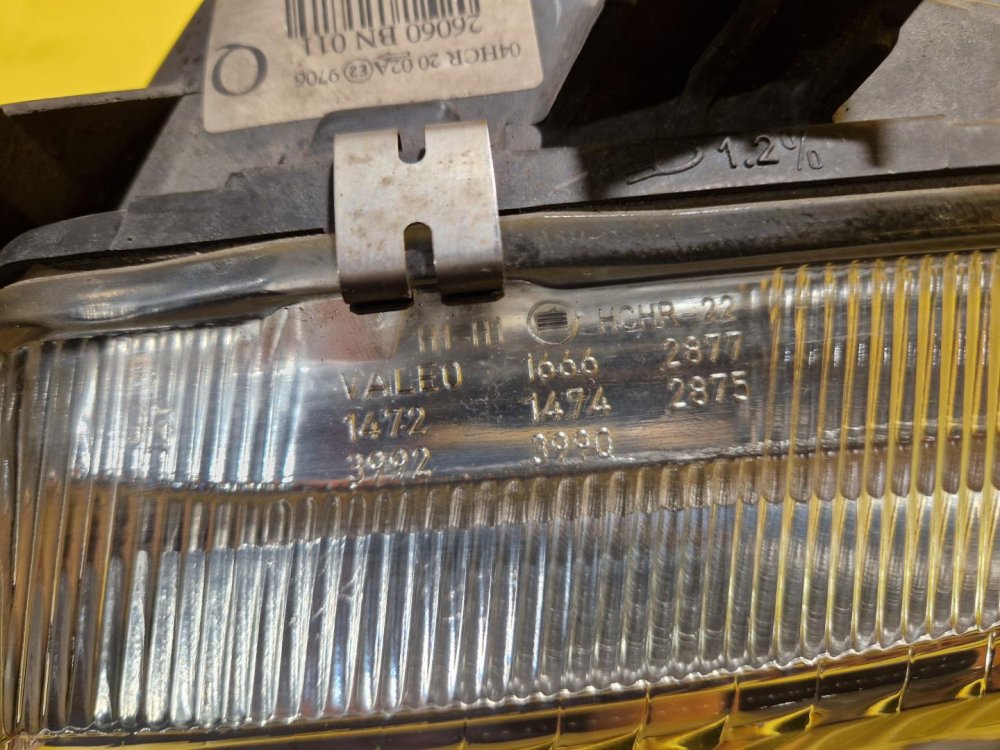 26060 BN 011
04HCR 20 02A E2 9706
Q
1.2%
HCHR 22
VALEO 1666 2877
1472 1474 2875
3992 3990